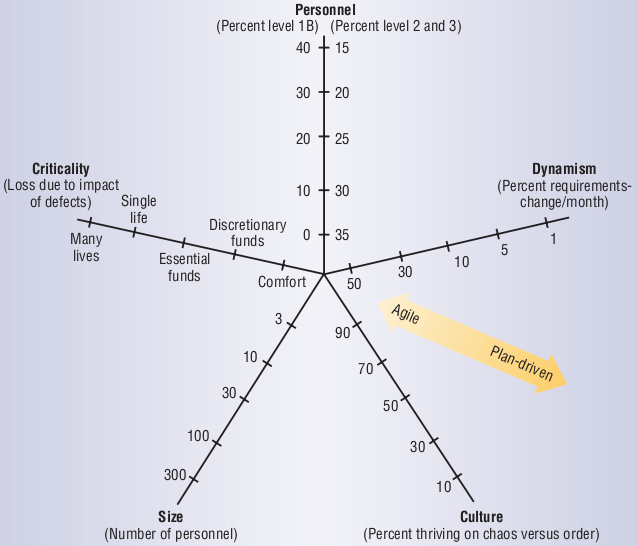 Personnel
(Percent level 1B) (Percent level 2 and 3)
40 15
30 20
20 25
10 30
0 35
Criticality
(Loss due to impact
of defects)
Many
lives
Single
life
Essential
funds
Discretionary
funds
Comfort
Dynamism
(Percent requirements-
change/month)
50
30
10
5
1
3
10
30
100
300
Size
(Number of personnel)
90
70
50
30
10
Culture
(Percent thriving on chaos versus order)
Agile
Plan-driven